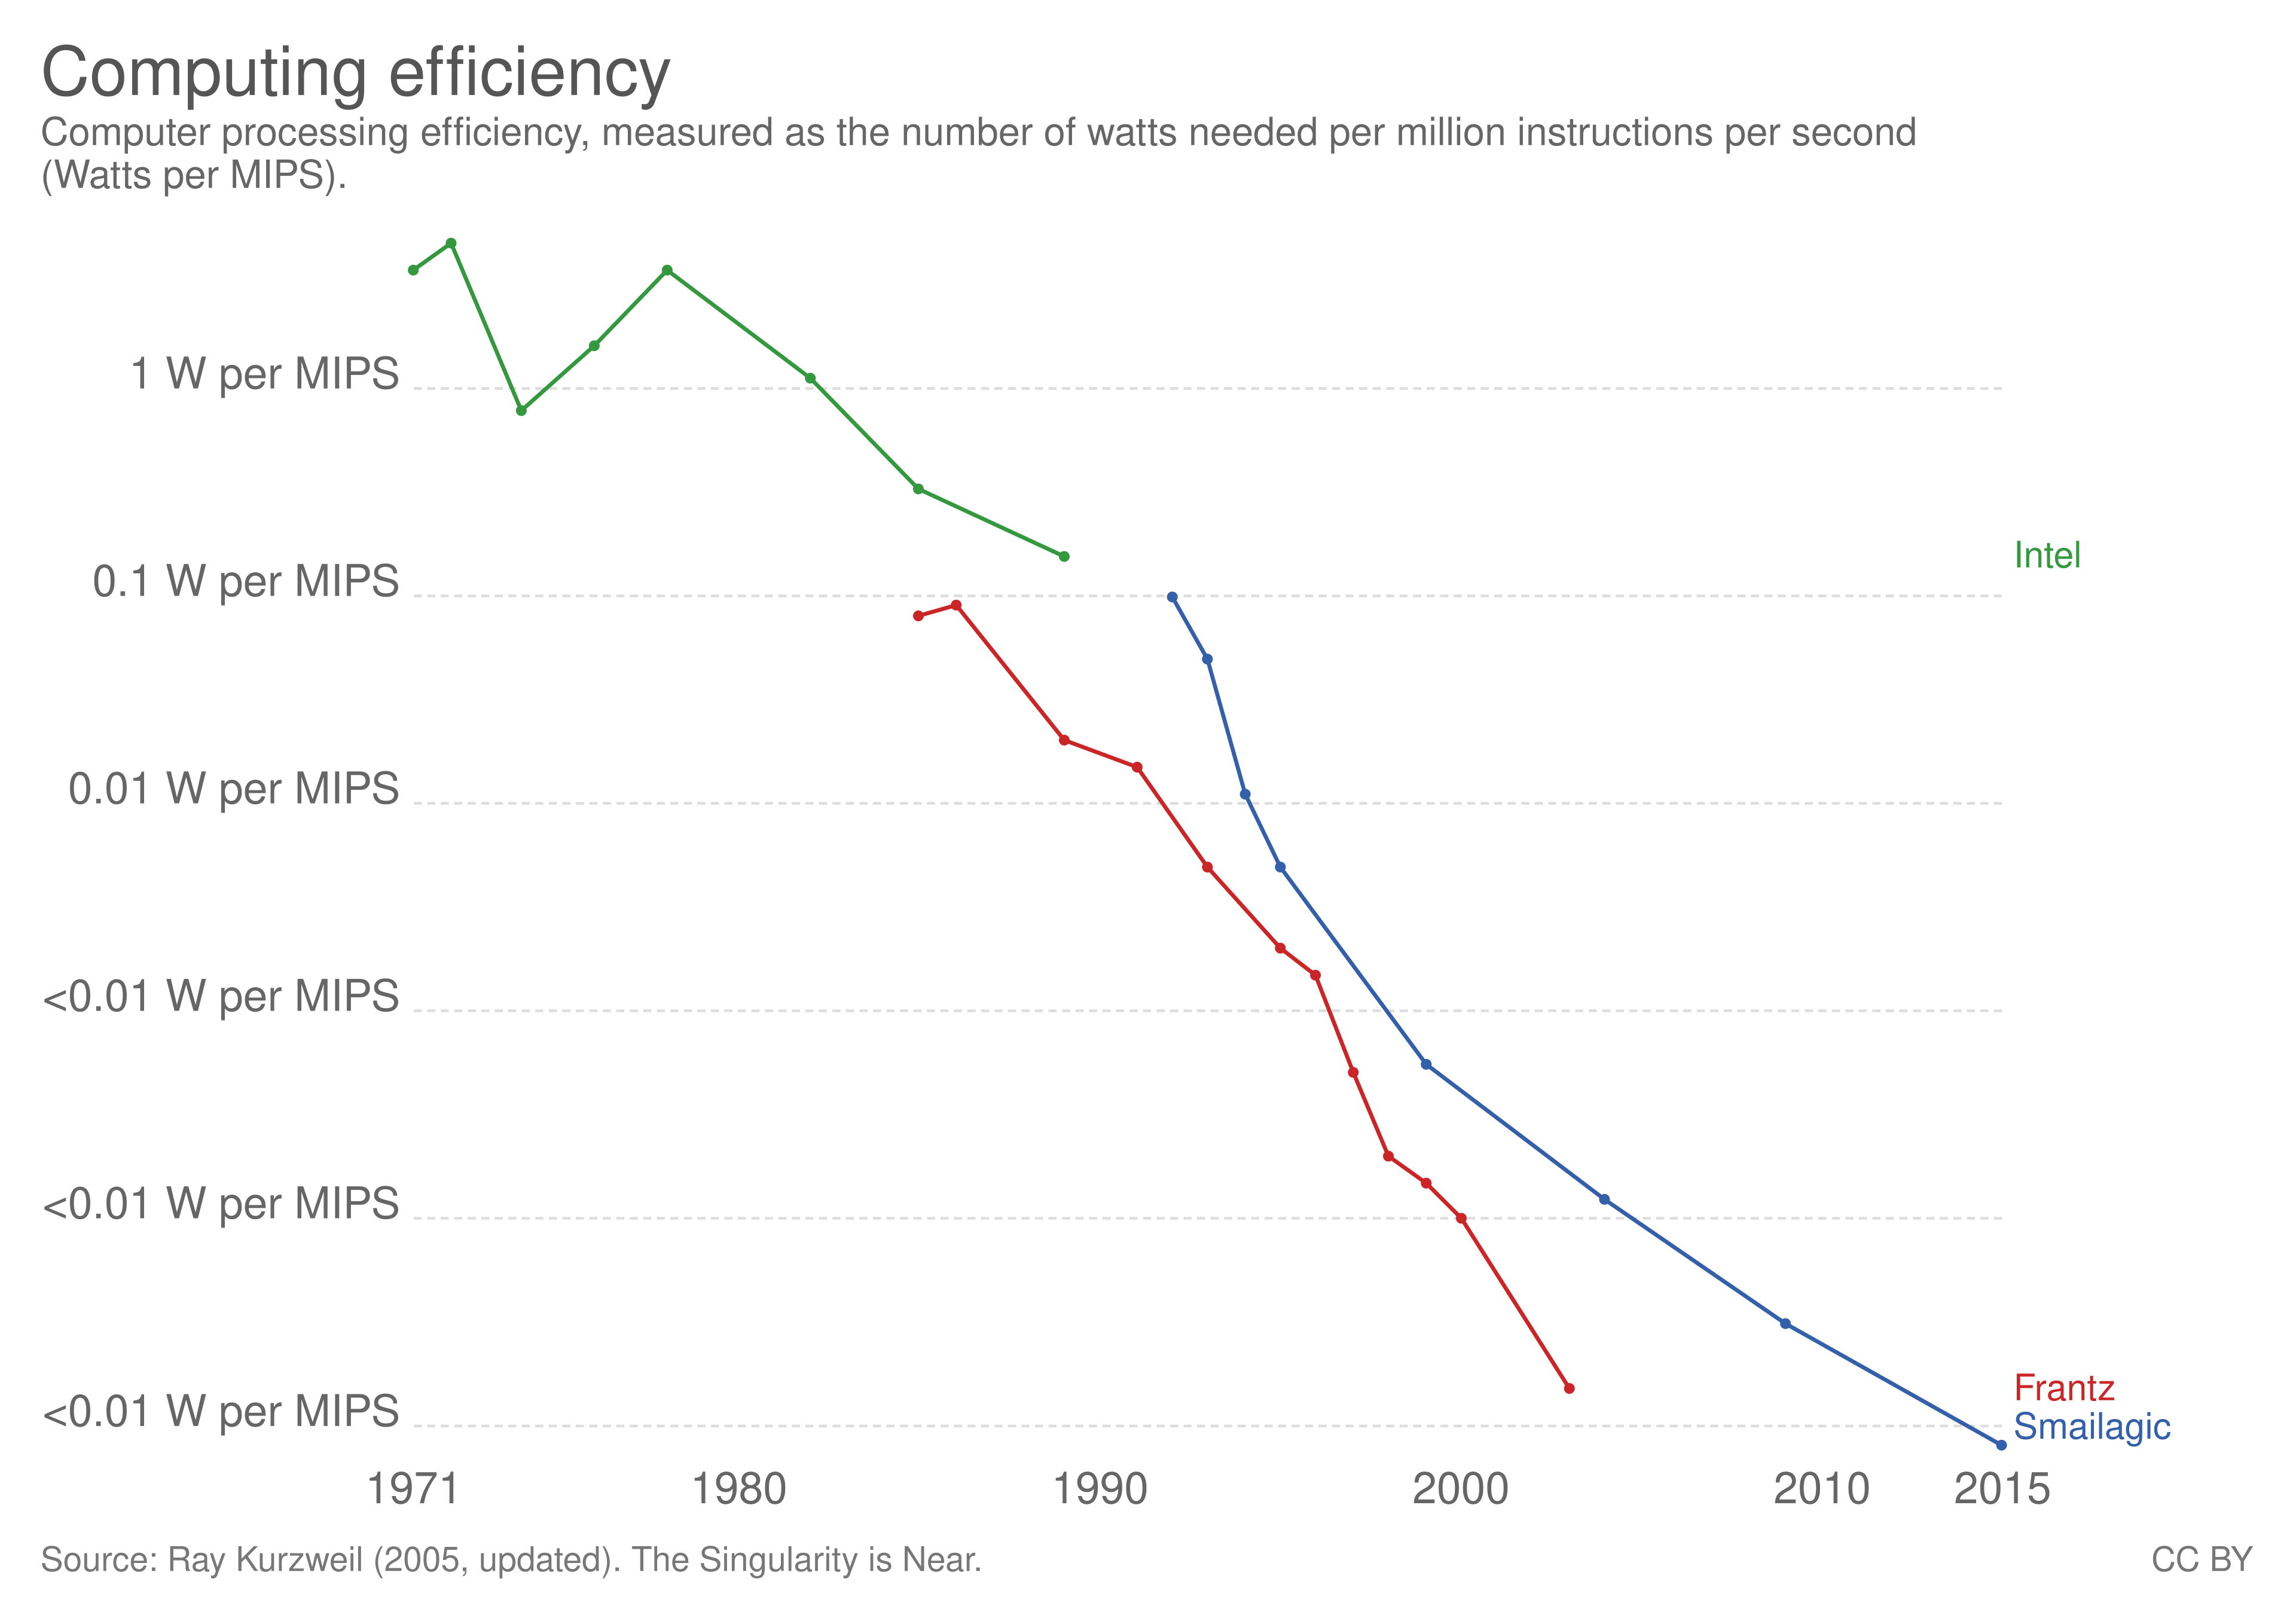 Computing efficiency
Computer processing efficiency, measured as the number of watts needed per million instructions per second
(Watts per MIPS).
1 W per MIPS
0.1 W per MIPS
0.01 W per MIPS
<0.01 W per MIPS
<0.01 W per MIPS
<0.01 W per MIPS
Intel
Frantz
Smailagic
1971 1980 1990 2000 2010 2015
Source: Ray Kurzweil (2005, updated). The Singularity is Near.
CC BY